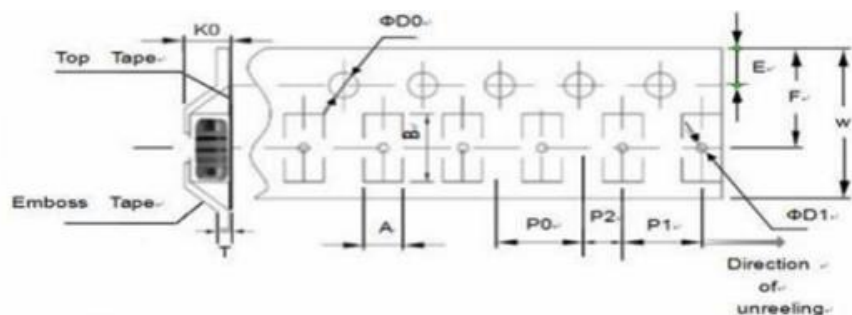 K0
ΦD0
Top Tape
E
F
W
B
Emboss Tape
A
P0
P2
P1
ΦD1
T
Direction
of
unreeling